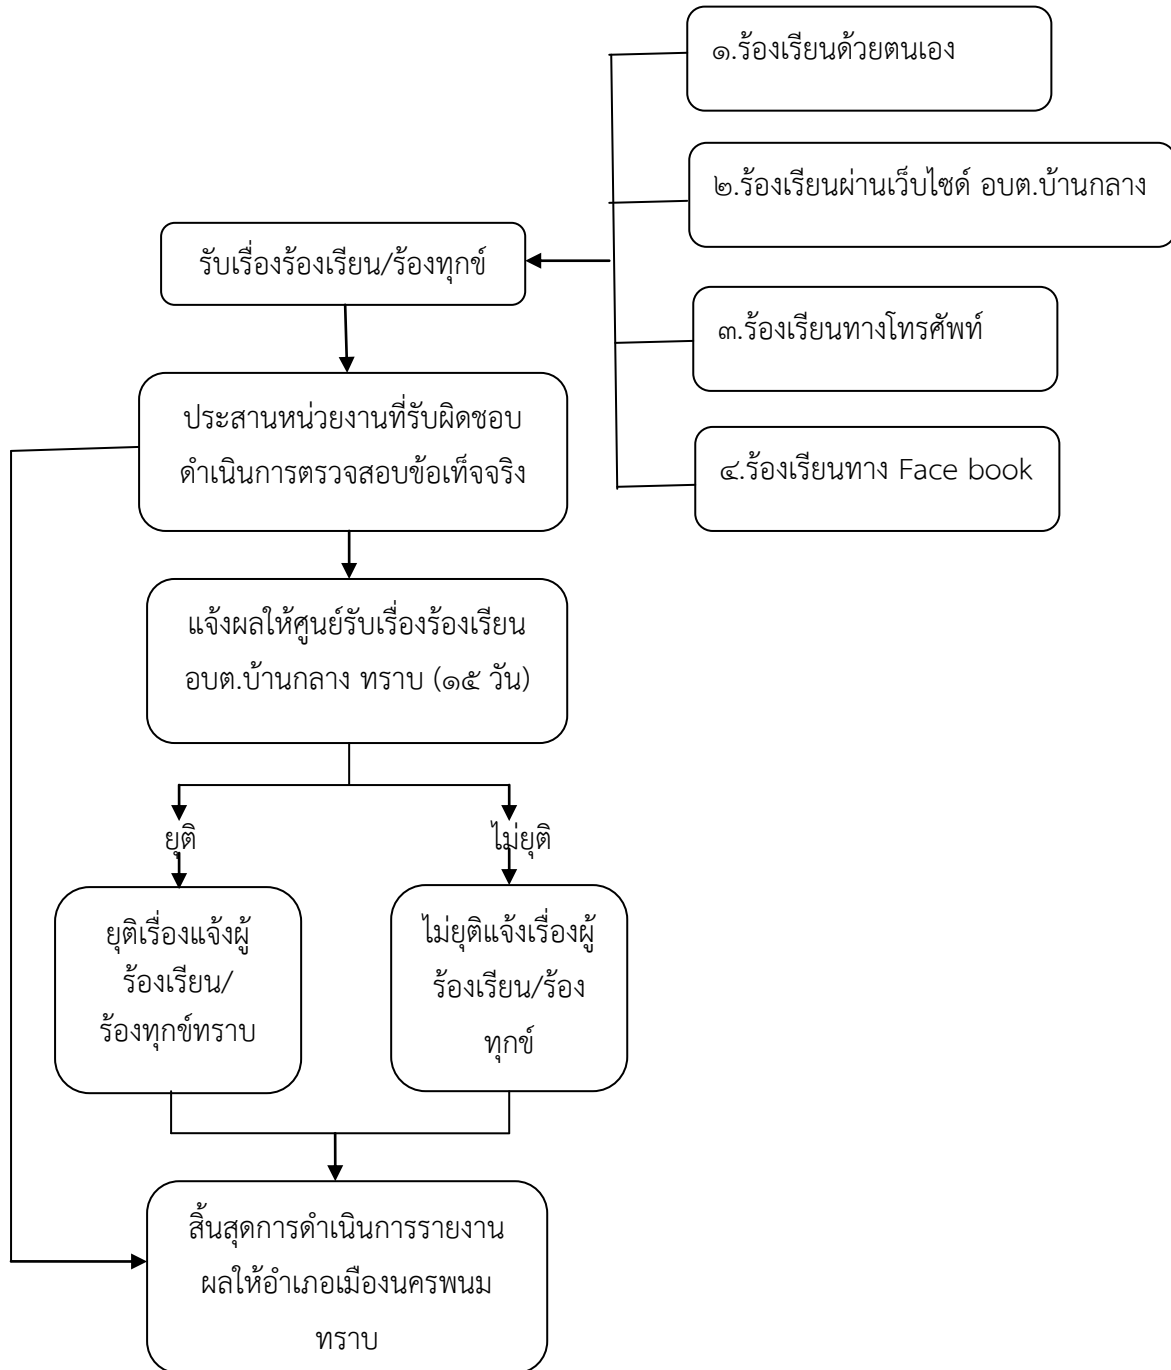 ๑.ร้องเรียนด้วยตนเอง
๒.ร้องเรียนผ่านเว็บไซด์ อบต.บ้านกลาง
รับเรื่องร้องเรียน/ร้องทุกข์
๓.ร้องเรียนทางโทรศัพท์
ประสานหน่วยงานที่รับผิดชอบ
ดำเนินการตรวจสอบข้อเท็จจริง
๔.ร้องเรียนทาง Face book
แจ้งผลให้ศูนย์รับเรื่องร้องเรียน
อบต.บ้านกลาง ทราบ (๑๕ วัน)
ยุติ
ไม่ยุติ
ยุติเรื่องแจ้งผู้
ร้องเรียน/
ร้องทุกข์ทราบ
ไม่ยุติแจ้งเรื่องผู้
ร้องเรียน/ร้อง
ทุกข์
สิ้นสุดการดำเนินการรายงาน
ผลให้อำเภอเมืองนครพนม
ทราบ